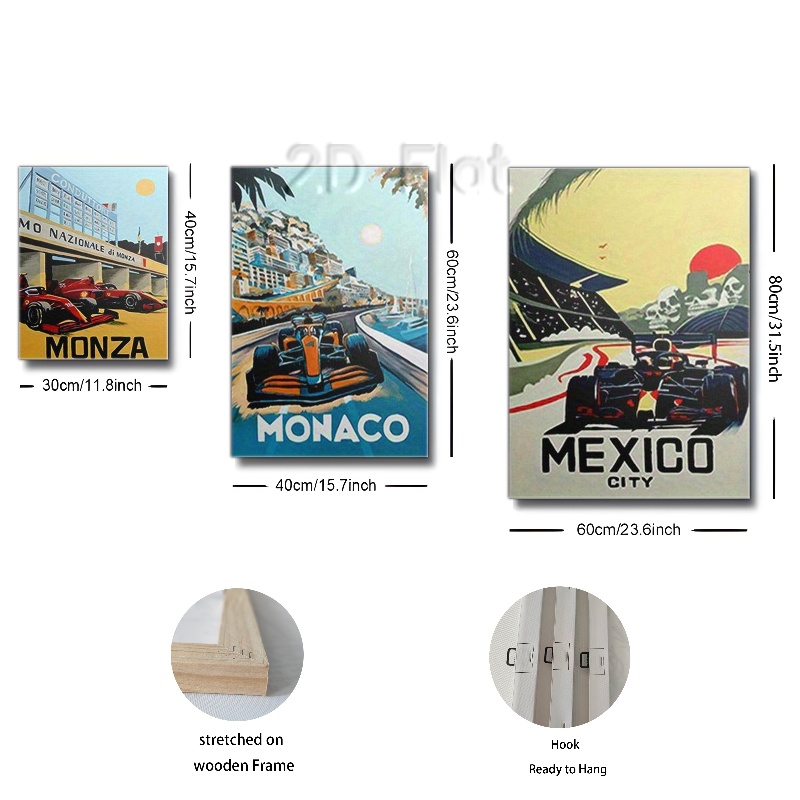 2D Flat
CONDUTT
MO NAZIONALE di MONZA
MONZA
40cm/15.7inch
30cm/11.8inch
MONACO
60cm/23.6inch
40cm/15.7inch
MEXICO
CITY
80cm/31.5inch
60cm/23.6inch
stretched on
wooden Frame
Hook
Ready to Hang